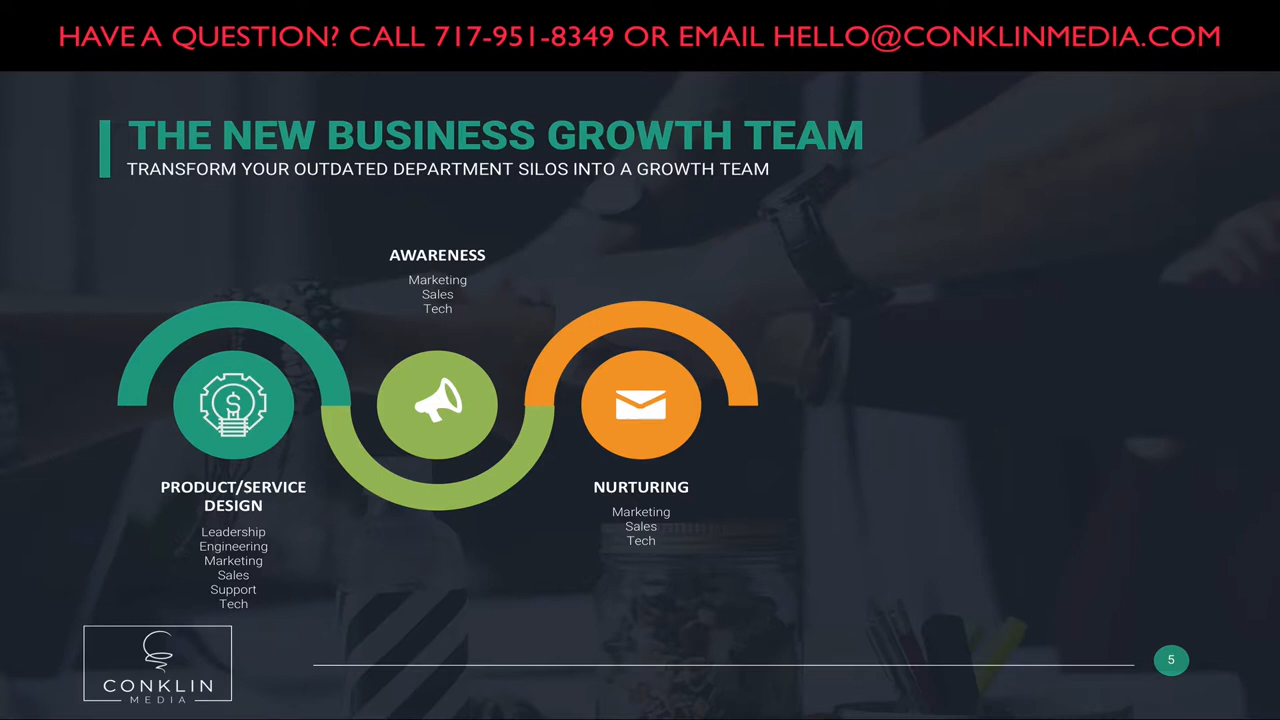 HAVE A QUESTION? CALL 717-951-8349 OR EMAIL HELLO@CONKLINMEDIA.COM
THE NEW BUSINESS GROWTH TEAM
TRANSFORM YOUR OUTDATED DEPARTMENT SILOS INTO A GROWTH TEAM
AWARENESS
Marketing
Sales
Tech
$
PRODUCT/SERVICE
DESIGN
Leadership
Engineering
Marketing
Sales
Support
Tech
NURTURING
Marketing
Sales
Tech
CONKLIN
MEDIA
5